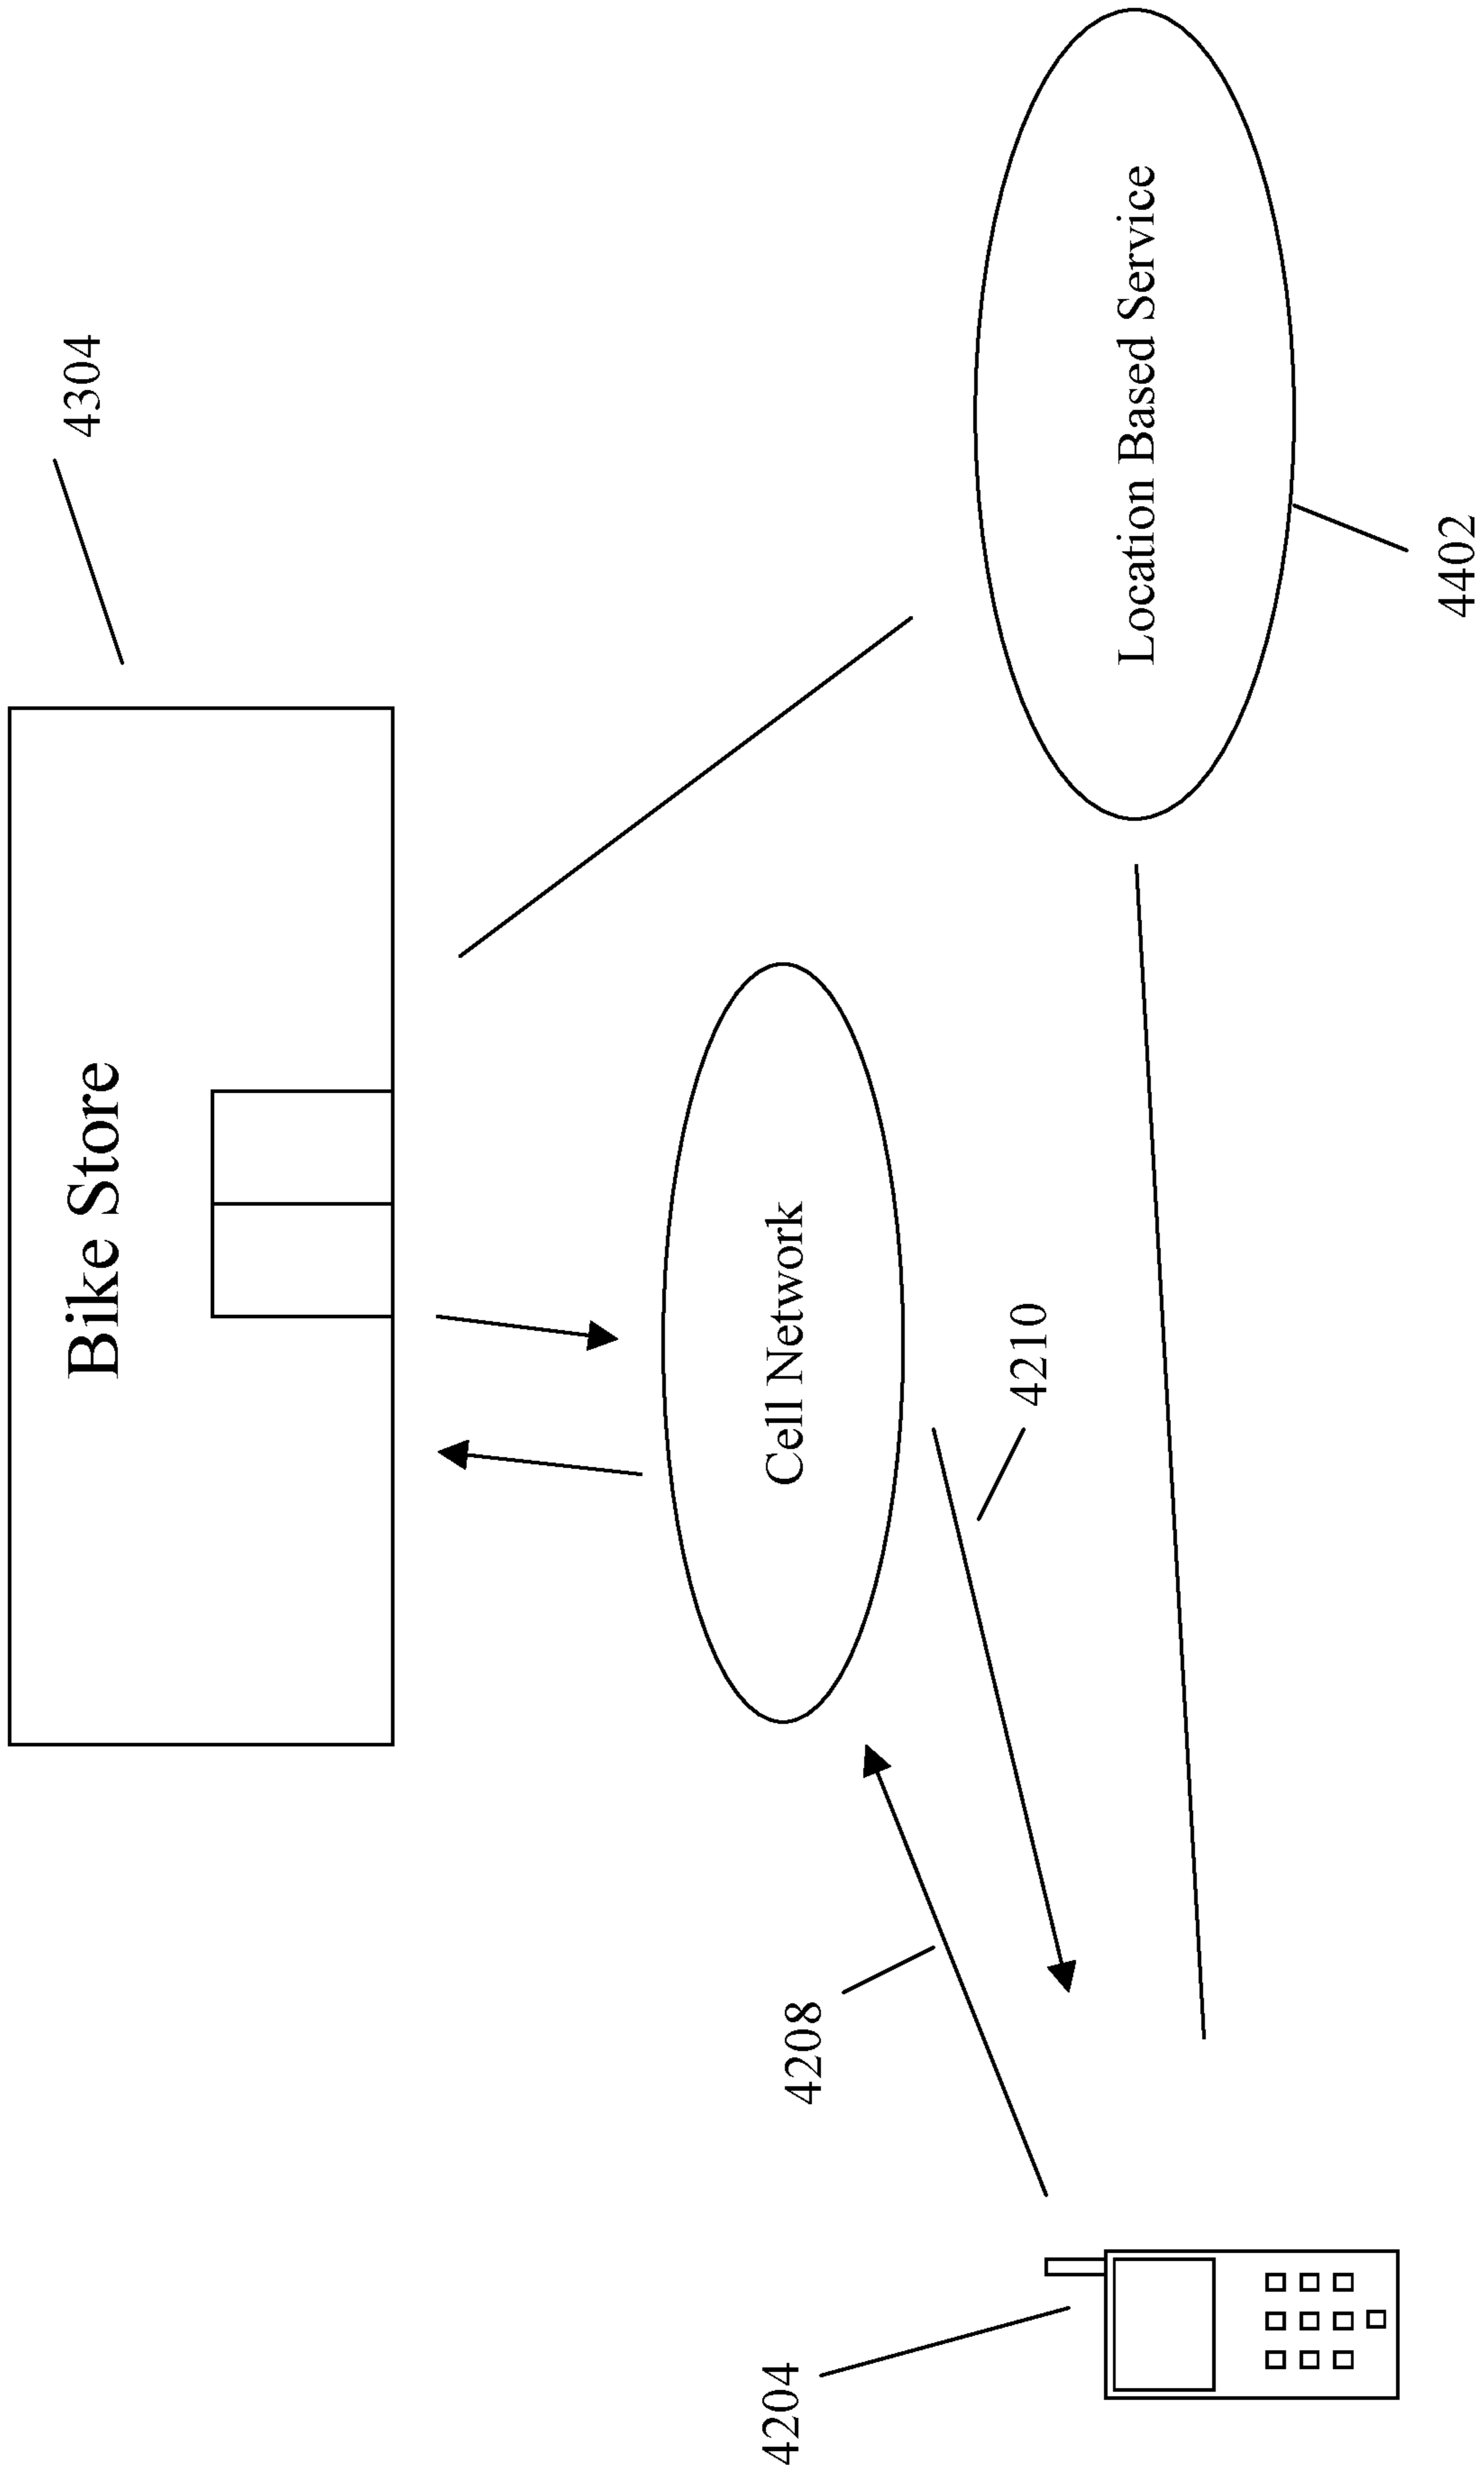 Bike Store
4304
Cell Network
4210
4208
4204
Location Based Service
4402